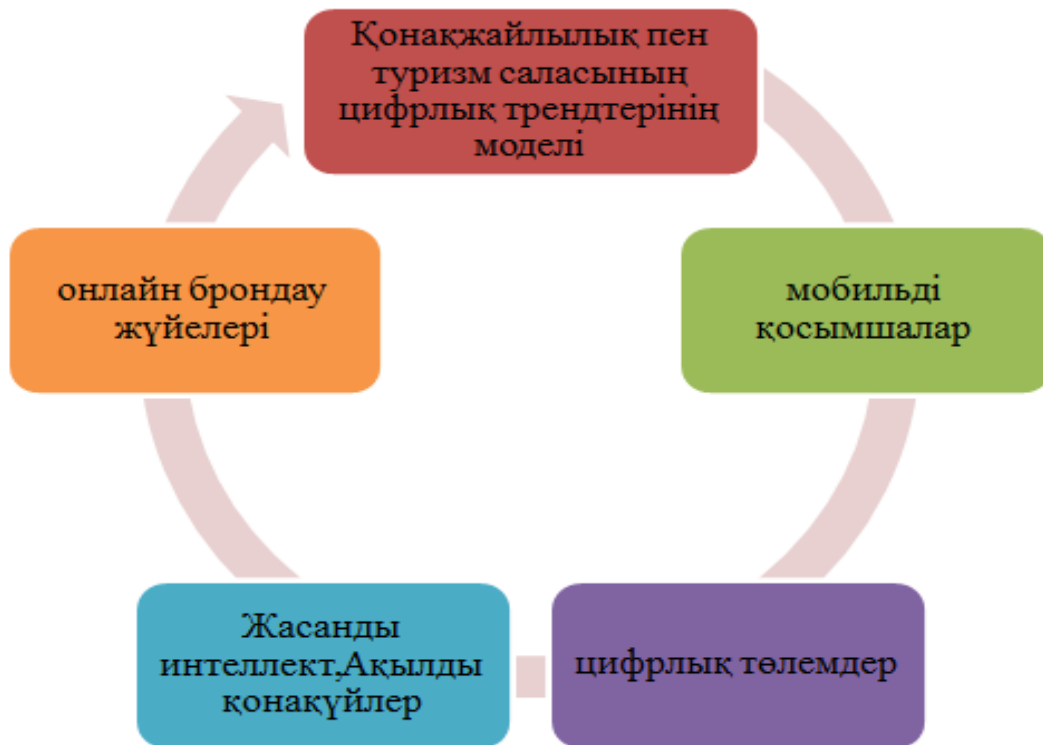 Қонақжайлылық пен
туризм саласының
цифрлық трендтерінің
моделі
мобильді
қосымшалар
цифрлық төлемдер
Жасанды
интеллект,Ақылды
қонақүйлер
онлайн брондау
жүйелері